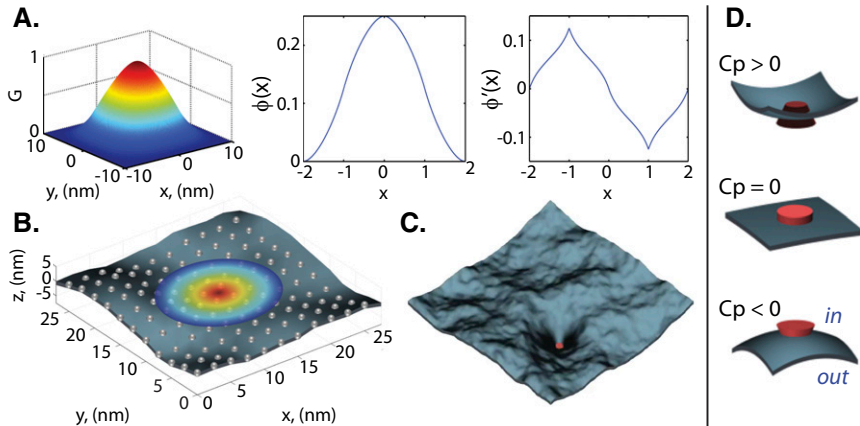 A.
1
G
0
10
0
-10
-10
0
10
y, (nm)
x, (nm)
0.2
0.1
0
ϕ(x)
-2 -1 0 1 2
x
0.1
0
-0.1
ϕ'(x)
-2 -1 0 1 2
x
B.
5
0
-5
z, (nm)
25
20
15
10
5
0
0
5
10
15
20
25
y, (nm)
x, (nm)
C.
D.
Cp > 0
Cp = 0
Cp < 0
in
out